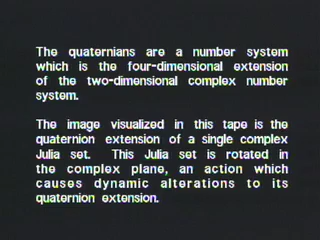 The quaternians are a number system
which is the four-dimensional extension
of the two-dimensional complex number
system.
The image visualized in this tape is the
quaternion extension of a single complex
Julia set. This Julia set is rotated in
the complex plane, an action which
causes dynamic alterations to its
quaternion extension.